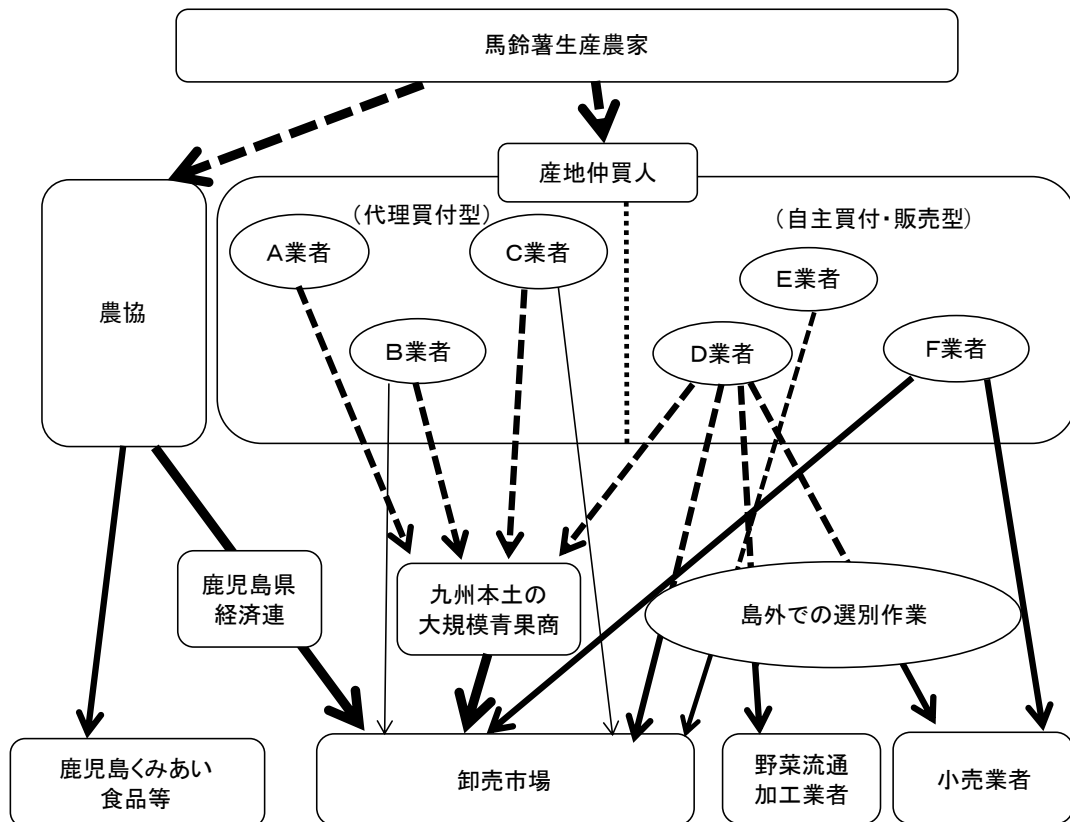 馬鈴薯生産農家
産地仲買人
(代理買付型)
(自主買付・販売型)
A業者
C業者
E業者
農協
B業者
D業者
F業者
鹿児島県
経済連
九州本土の
大規模青果商
島外での選別作業
鹿児島くみあい
食品等
卸売市場
野菜流通
加工業者
小売業者